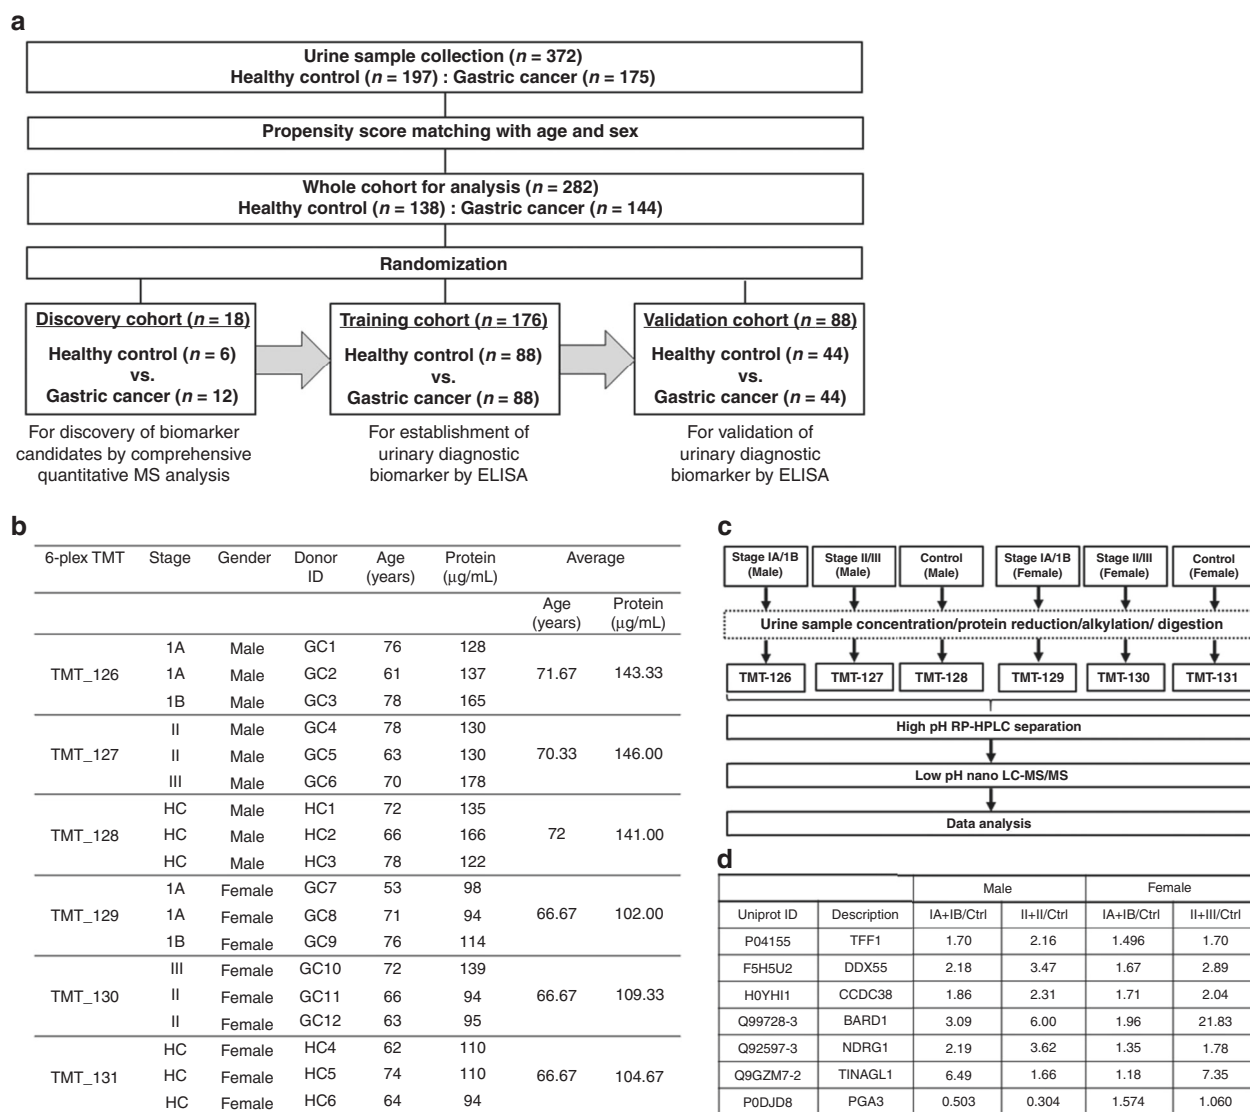 a
Urine sample collection (n = 372)
Healthy control (n = 197) : Gastric cancer (n = 175)
Propensity score matching with age and sex
Whole cohort for analysis (n = 282)
Healthy control (n = 138) : Gastric cancer (n = 144)
Randomization
Discovery cohort (n = 18)
Healthy control (n = 6)
vs.
Gastric cancer (n = 12)
For discovery of biomarker
candidates by comprehensive
quantitative MS analysis
Training cohort (n = 176)
Healthy control (n = 88)
vs.
Gastric cancer (n = 88)
For establishment of
urinary diagnostic
biomarker by ELISA
Validation cohort (n = 88)
Healthy control (n = 44)
vs.
Gastric cancer (n = 44)
For validation of
urinary diagnostic
biomarker by ELISA
b
6-plex TMT Stage Gender Donor ID Age (years) Protein (μg/mL) Average
Age (years) Protein (μg/mL)
1A Male GC1 76 128
TMT_126 1A Male GC2 61 137 71.67 143.33
1B Male GC3 78 165
II Male GC4 78 130
TMT_127 II Male GC5 63 130 70.33 146.00
III Male GC6 70 178
HC Male HC1 72 135
TMT_128 HC Male HC2 66 166 72 141.00
HC Male HC3 78 122
1A Female GC7 53 98
TMT_129 1A Female GC8 71 94 66.67 102.00
1B Female GC9 76 114
III Female GC10 72 139
TMT_130 II Female GC11 66 94 66.67 109.33
II Female GC12 63 95
HC Female HC4 62 110
TMT_131 HC Female HC5 74 110 66.67 104.67
HC Female HC6 64 94
c
Stage IA/1B (Male) Stage II/III (Male) Control (Male) Stage IA/1B (Female) Stage II/III (Female) Control (Female)
Urine sample concentration/protein reduction/alkylation/ digestion
TMT-126 TMT-127 TMT-128 TMT-129 TMT-130 TMT-131
High pH RP-HPLC separation
Low pH nano LC-MS/MS
Data analysis
d
Male Female
Uniprot ID Description IA+IB/Ctrl II+II/Ctrl IA+IB/Ctrl II+III/Ctrl
P04155 TFF1 1.70 2.16 1.496 1.70
F5H5U2 DDX55 2.18 3.47 1.67 2.89
H0YHI1 CCDC38 1.86 2.31 1.71 2.04
Q99728-3 BARD1 3.09 6.00 1.96 21.83
Q92597-3 NDRG1 2.19 3.62 1.35 1.78
Q9GZM7-2 TINAGL1 6.49 1.66 1.18 7.35
P0DJD8 PGA3 0.503 0.304 1.574 1.060